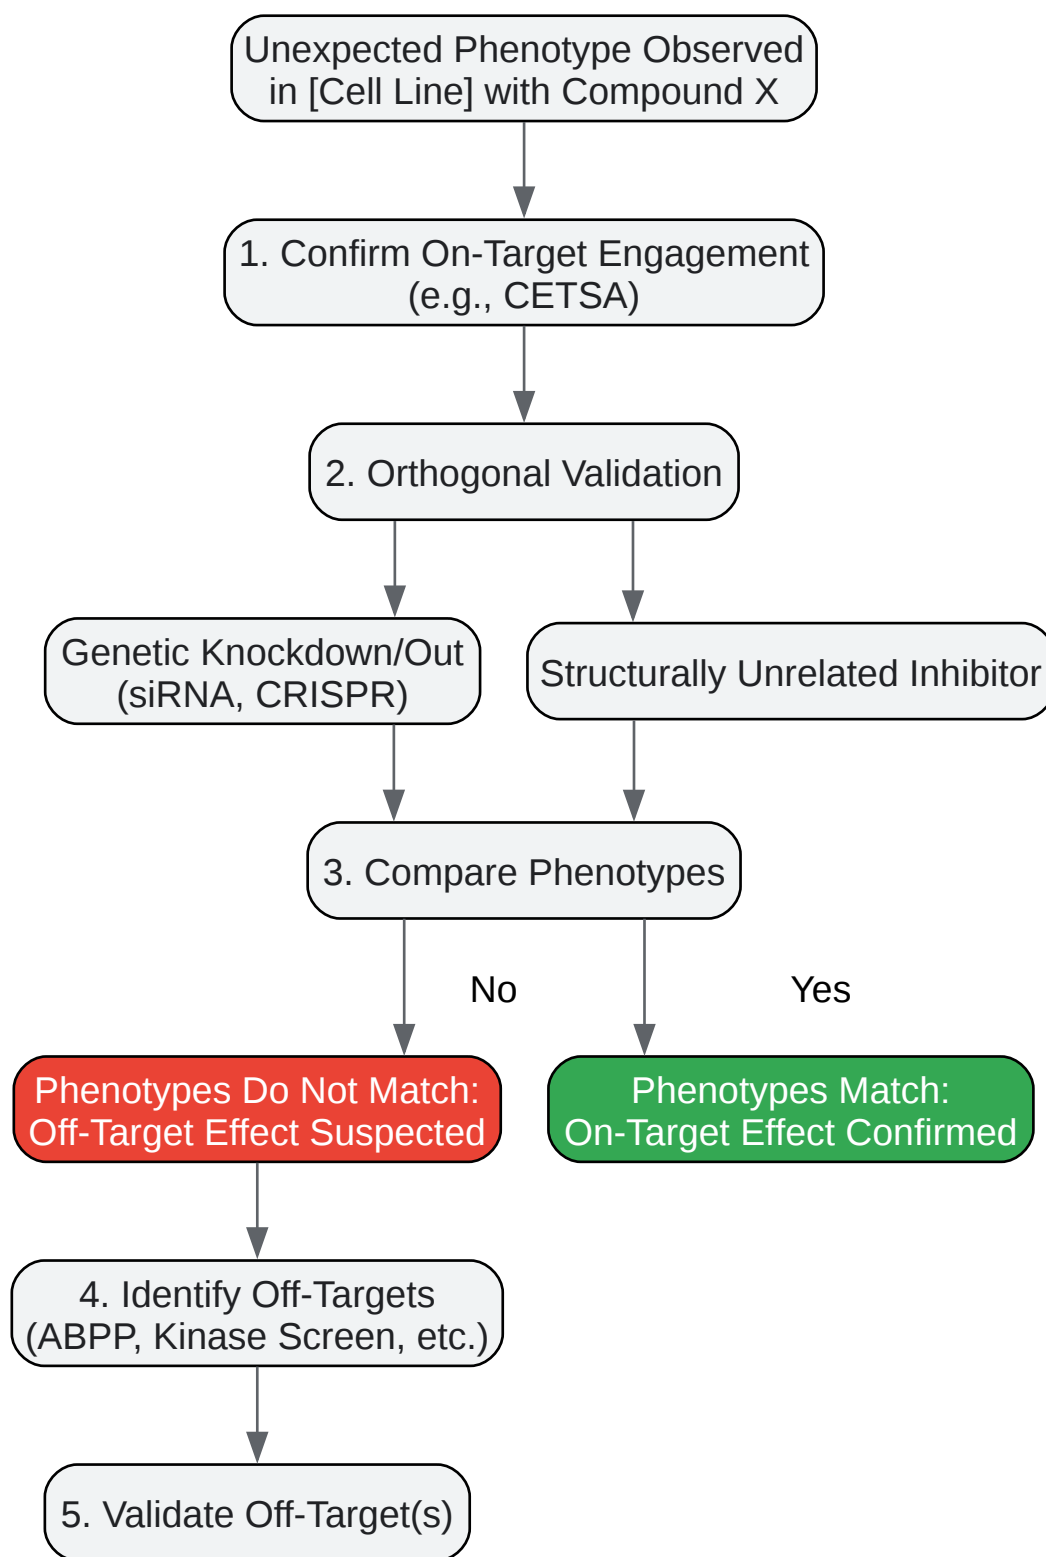 Unexpected Phenotype Observed
in [Cell Line] with Compound X
1. Confirm On-Target Engagement
(e.g., CETSA)
2. Orthogonal Validation
Genetic Knockdown/Out
(siRNA, CRISPR)
Structurally Unrelated Inhibitor
3. Compare Phenotypes
No
Yes
Phenotypes Do Not Match:
Off-Target Effect Suspected
Phenotypes Match:
On-Target Effect Confirmed
4. Identify Off-Targets
(ABPP, Kinase Screen, etc.)
5. Validate Off-Target(s)